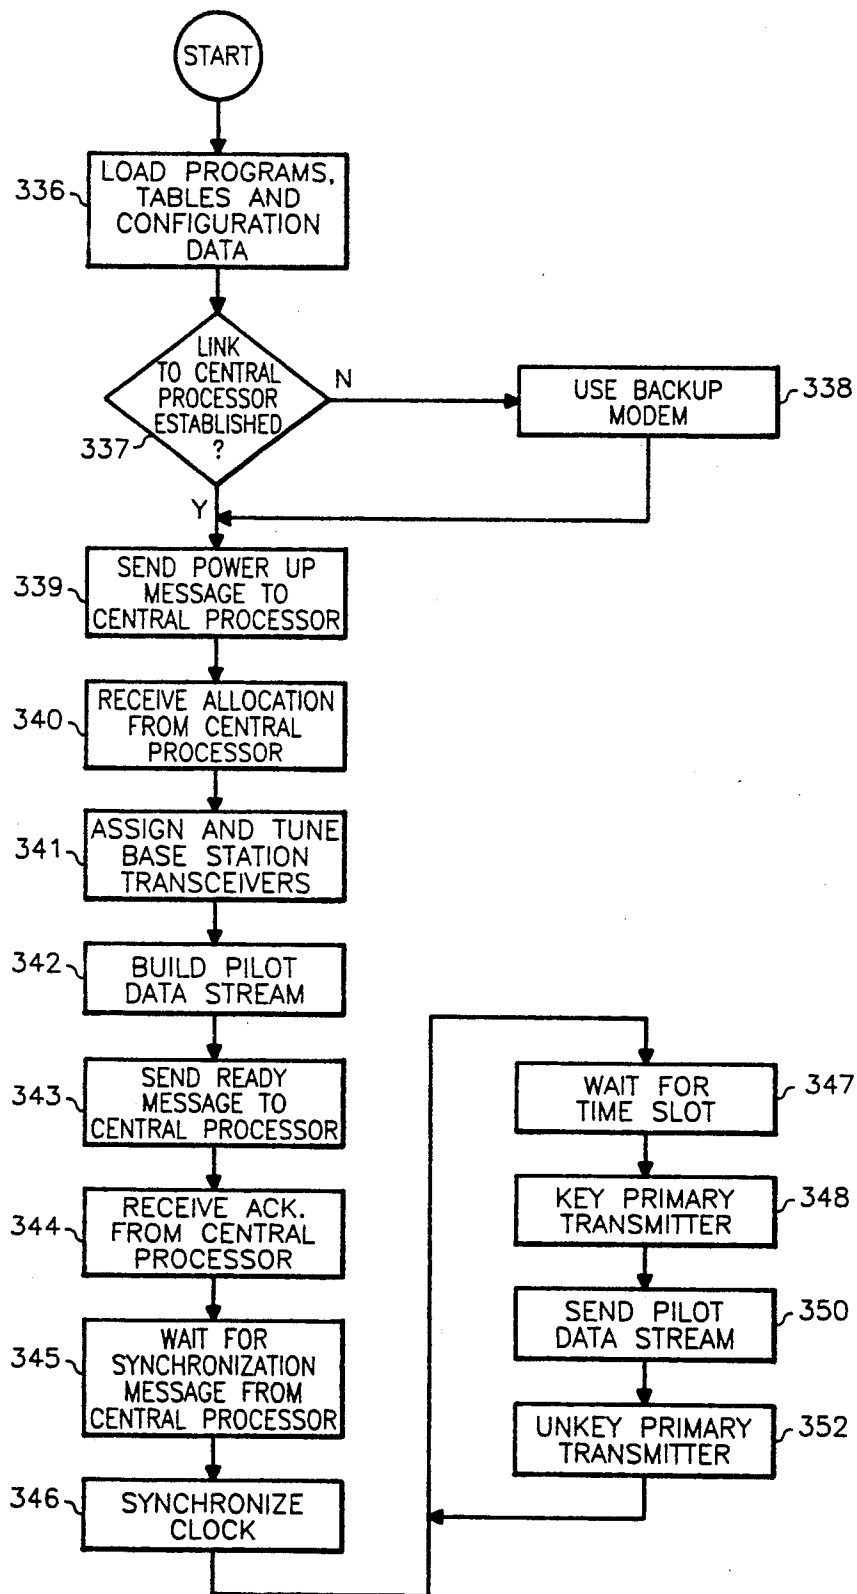 START
336
LOAD PROGRAMS,
TABLES AND
CONFIGURATION
DATA
LINK
TO CENTRAL
PROCESSOR
ESTABLISHED
?
337
N
Y
USE BACKUP
MODEM
338
339
SEND POWER UP
MESSAGE TO
CENTRAL PROCESSOR
340
RECEIVE ALLOCATION
FROM CENTRAL
PROCESSOR
341
ASSIGN AND TUNE
BASE STATION
TRANSCEIVERS
342
BUILD PILOT
DATA STREAM
343
SEND READY
MESSAGE TO
CENTRAL PROCESSOR
344
RECEIVE ACK.
FROM CENTRAL
PROCESSOR
345
WAIT FOR
SYNCHRONIZATION
MESSAGE FROM
CENTRAL PROCESSOR
346
SYNCHRONIZE
CLOCK
WAIT FOR
TIME SLOT
347
KEY PRIMARY
TRANSMITTER
348
SEND PILOT
DATA STREAM
350
UNKEY PRIMARY
TRANSMITTER
352